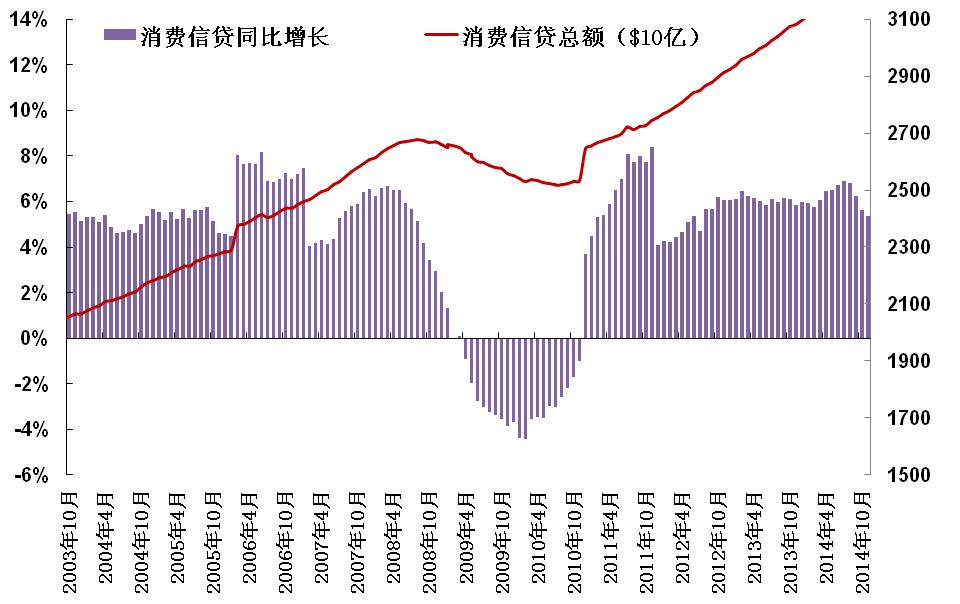 消费信贷同比增长 消费信贷总额（$10亿）
14%
12%
10%
8%
6%
4%
2%
0%
-2%
-4%
-6%
3100
2900
2700
2500
2300
2100
1900
1700
1500
2003年10月
2004年4月
2004年10月
2005年4月
2005年10月
2006年4月
2006年10月
2007年4月
2007年10月
2008年4月
2008年10月
2009年4月
2009年10月
2010年4月
2010年10月
2011年4月
2011年10月
2012年4月
2012年10月
2013年4月
2013年10月
2014年4月
2014年10月